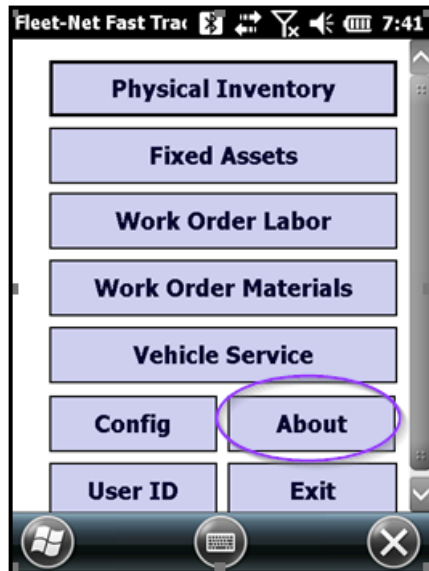 Fleet-Net Fast Trac 7:41
Physical Inventory
Fixed Assets
Work Order Labor
Work Order Materials
Vehicle Service
Config About
User ID Exit